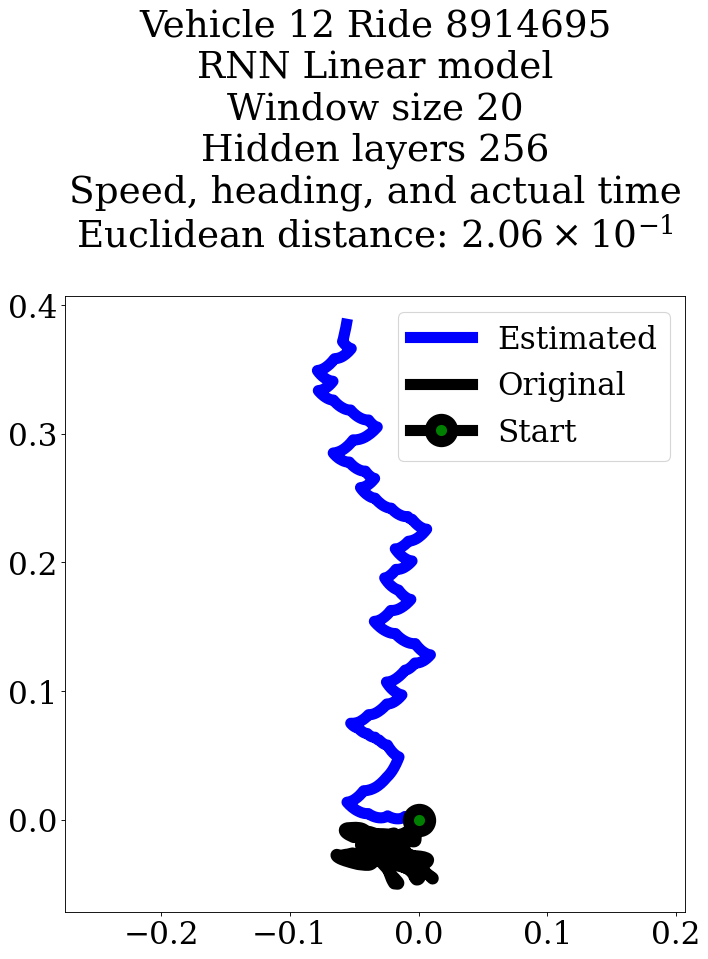 Vehicle 12 Ride 8914695
RNN Linear model
Window size 20
Hidden layers 256
Speed, heading, and actual time
Euclidean distance: 2.06 × 10⁻¹
0.4
0.3
0.2
0.1
0.0
Estimated
Original
Start
−0.2
−0.1
0.0
0.1
0.2